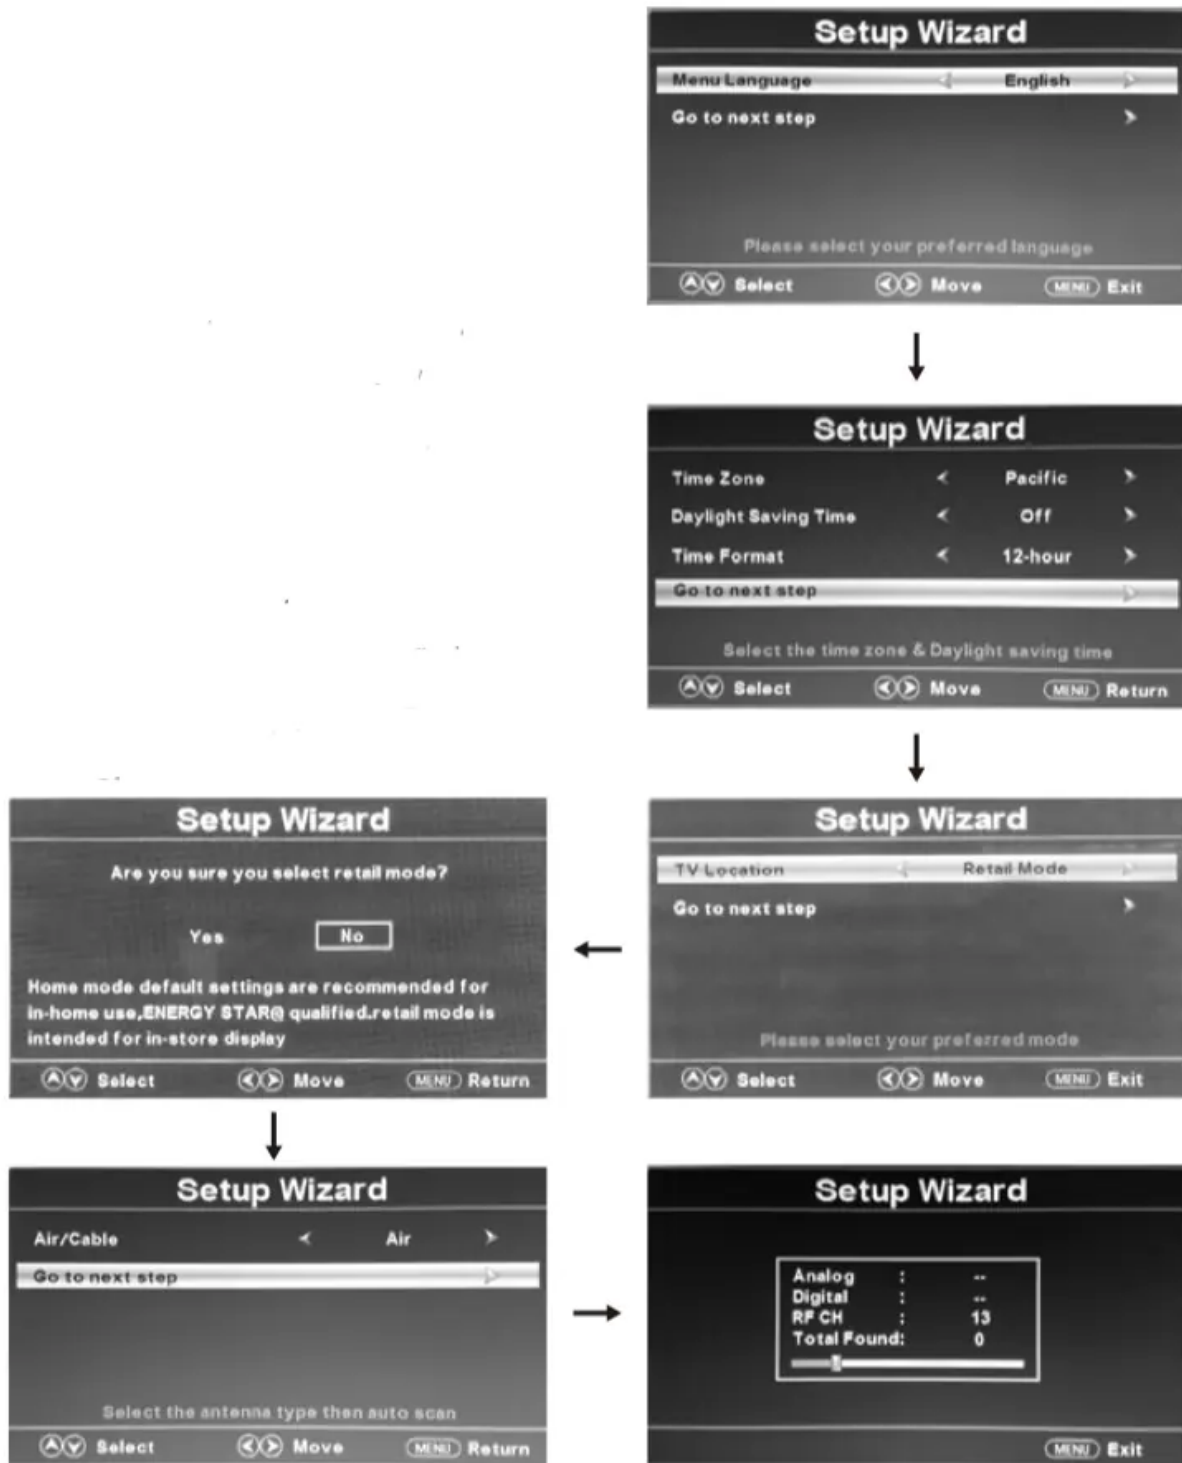 Setup Wizard
Menu Language English
Go to next step
Please select your preferred language
Select Move MENU Exit
Setup Wizard
Time Zone Pacific
Daylight Saving Time Off
Time Format 12-hour
Go to next step
Select the time zone & Daylight saving time
Select Move MENU Return
Setup Wizard
TV Location Retail Mode
Go to next step
Please select your preferred mode
Select Move MENU Exit
Setup Wizard
Are you sure you select retail mode?
Yes No
Home mode default settings are recommended for
in-home use,ENERGY STAR@ qualified.retail mode is
intended for in-store display
Select Move MENU Return
Setup Wizard
Air/Cable Air
Go to next step
Select the antenna type then auto scan
Select Move MENU Return
Setup Wizard
Analog : --
Digital : --
RF CH : 13
Total Found: 0
MENU Exit